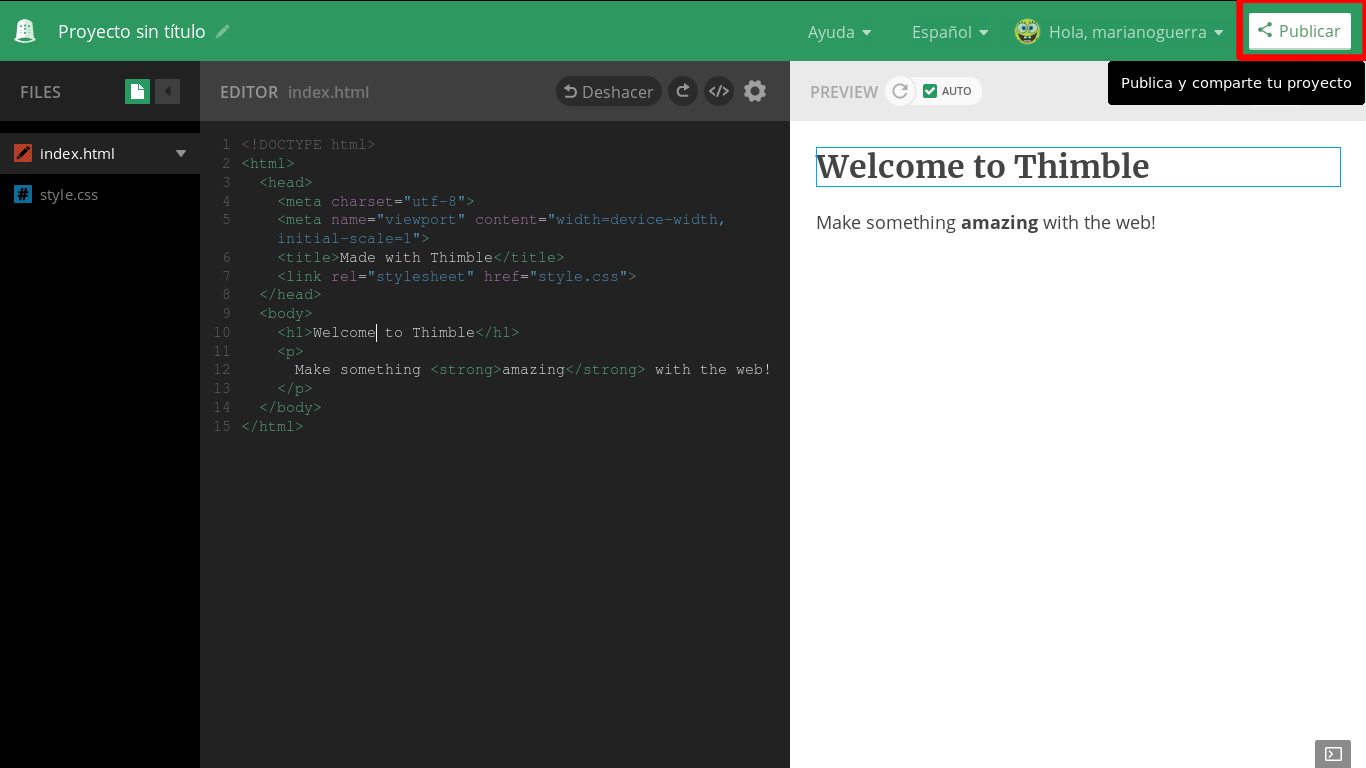 Proyecto sin título
Ayuda
Español
Hola, marianoguerra
Publicar
Publica y comparte tu proyecto
FILES
EDITOR index.html
Deshacer
PREVIEW
AUTO
index.html
style.css
1 <!DOCTYPE html>
2 <html>
3 <head>
4 <meta charset="utf-8">
5 <meta name="viewport" content="width=device-width,
initial-scale=1">
6 <title>Made with Thimble</title>
7 <link rel="stylesheet" href="style.css">
8 </head>
9 <body>
10 <h1>Welcome to Thimble</h1>
11 <p>
12 Make something <strong>amazing</strong> with the web!
13 </p>
14 </body>
15 </html>
Welcome to Thimble
Make something amazing with the web!